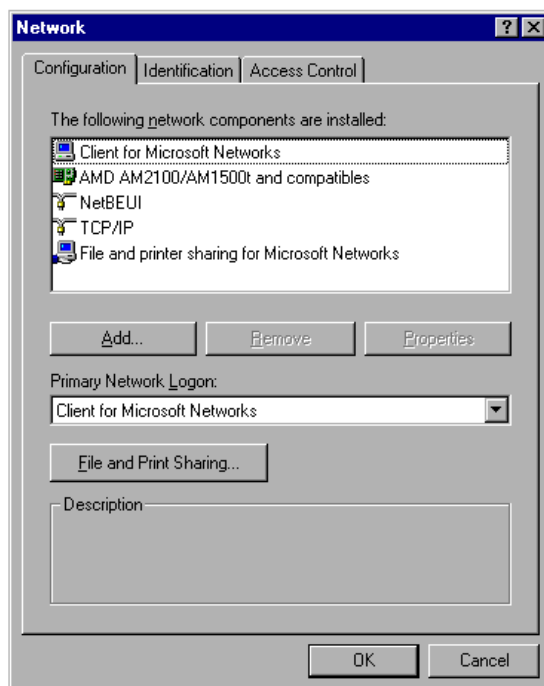 Network
Configuration Identification Access Control
The following network components are installed:
Client for Microsoft Networks
AMD AM2100/AM1500t and compatibles
NetBEUI
TCP/IP
File and printer sharing for Microsoft Networks
Add... Remove Properties
Primary Network Logon:
Client for Microsoft Networks
File and Print Sharing...
Description
OK Cancel